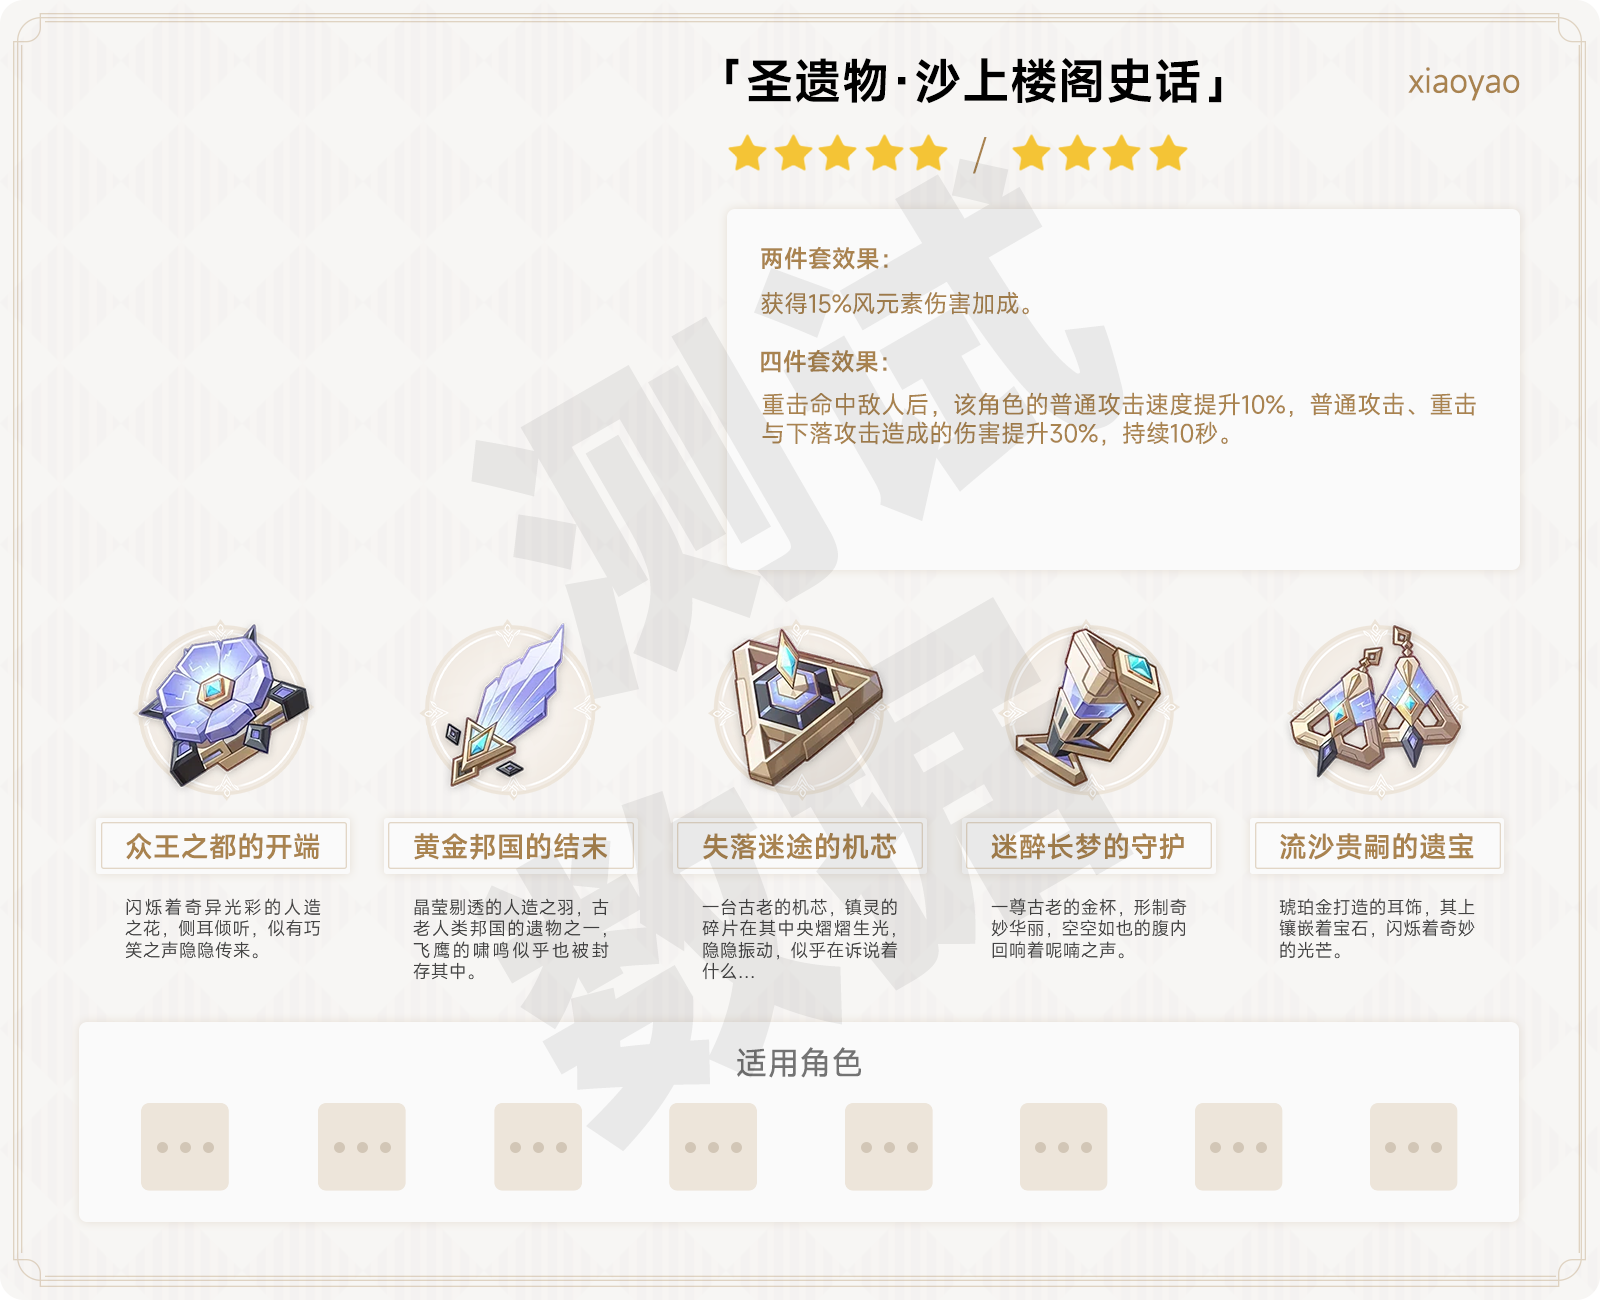 「圣遗物·沙上楼阁史话」
xiaoyao
/
两件套效果：
获得15%风元素伤害加成。
四件套效果：
重击命中敌人后，该角色的普通攻击速度提升10%，普通攻击、重击
与下落攻击造成的伤害提升30%，持续10秒。
测试
数据
众王之都的开端
闪烁着奇异光彩的人造
之花，侧耳倾听，似有巧
笑之声隐隐传来。
黄金邦国的结末
晶莹剔透的人造之羽，古
老人类邦国的遗物之一，
飞鹰的啸鸣似乎也被封
存其中。
失落迷途的机芯
一台古老的机芯，镇灵的
碎片在其中央熠熠生光，
隐隐振动，似乎在诉说着
什么...
迷醉长梦的守护
一尊古老的金杯，形制奇
妙华丽，空空如也的腹内
回响着呢喃之声。
流沙贵嗣的遗宝
琥珀金打造的耳饰，其上
镶嵌着宝石，闪烁着奇妙
的光芒。
适用角色